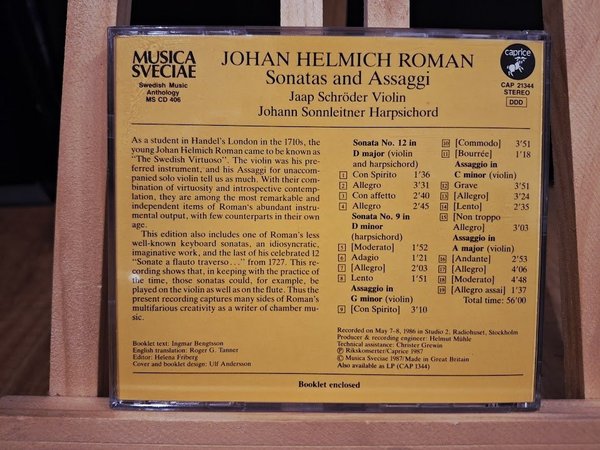 MUSICA
SVECIAE
Swedish Music
Anthology
MS CD 406
JOHAN HELMICH ROMAN
Sonatas and Assaggi
Jaap Schröder Violin
Johann Sonnleitner Harpsichord
caprice
CAP 21344
STEREO
DDD
As a student in Handel's London in the 1710s, the
young Johan Helmich Roman came to be known as
"The Swedish Virtuoso". The violin was his pre-
ferred instrument, and his Assaggi for unaccom-
panied solo violin tell us as much. With their com-
bination of virtuosity and introspective contempla-
tion, they are among the most remarkable and
independent items of Roman's abundant instru-
mental output, with few counterparts in their own
age.
This edition also includes one of Roman's less
well-known keyboard sonatas, an idiosyncratic,
imaginative work, and the last of his celebrated 12
"Sonate a flauto traverso..." from 1727. This re-
cording shows that, in keeping with the practice of
the time, those sonatas could, for example, be
played on the violin as well as on the flute. Thus the
present recording captures many sides of Roman's
multifarious creativity as a writer of chamber mu-
sic.
Booklet text: Ingmar Bengtsson
English translation: Roger G. Tanner
Editor: Helena Friberg
Cover and booklet design: Ulf Andersson
Sonata No. 12 in
D major (violin
and harpsichord)
1 Con Spirito 1'36
2 Allegro 3'31
3 Con affetto 2'40
4 Allegro 2'45
Sonata No. 9 in
D minor
(harpsichord)
5 [Moderato] 1'52
6 Adagio 1'21
7 [Allegro] 2'03
8 Lento 1'51
Assaggio in
G minor (violin)
9 [Con Spirito] 3'10
10 [Commodo] 3'51
11 [Bourrée] 1'18
Assaggio in
C minor (violin)
12 Grave 3'51
13 [Allegro] 3'24
14 [Lento] 2'35
15 [Non troppo
Allegro] 3'03
Assaggio in
A major (violin)
16 [Andante] 2'53
17 [Allegro] 4'06
18 [Moderato] 4'48
19 [Allegro assai] 1'37
Total time: 56'00
Recorded on May 7-8, 1986 in Studio 2, Radiohuset, Stockholm
Producer & recording engineer: Helmut Mühle
Technical assistance: Christer Grewin
Ⓟ Rikskonserter/Caprice 1987
© Musica Sveciae 1987/Made in Great Britain
Also available as LP (CAP 1344)
Booklet enclosed